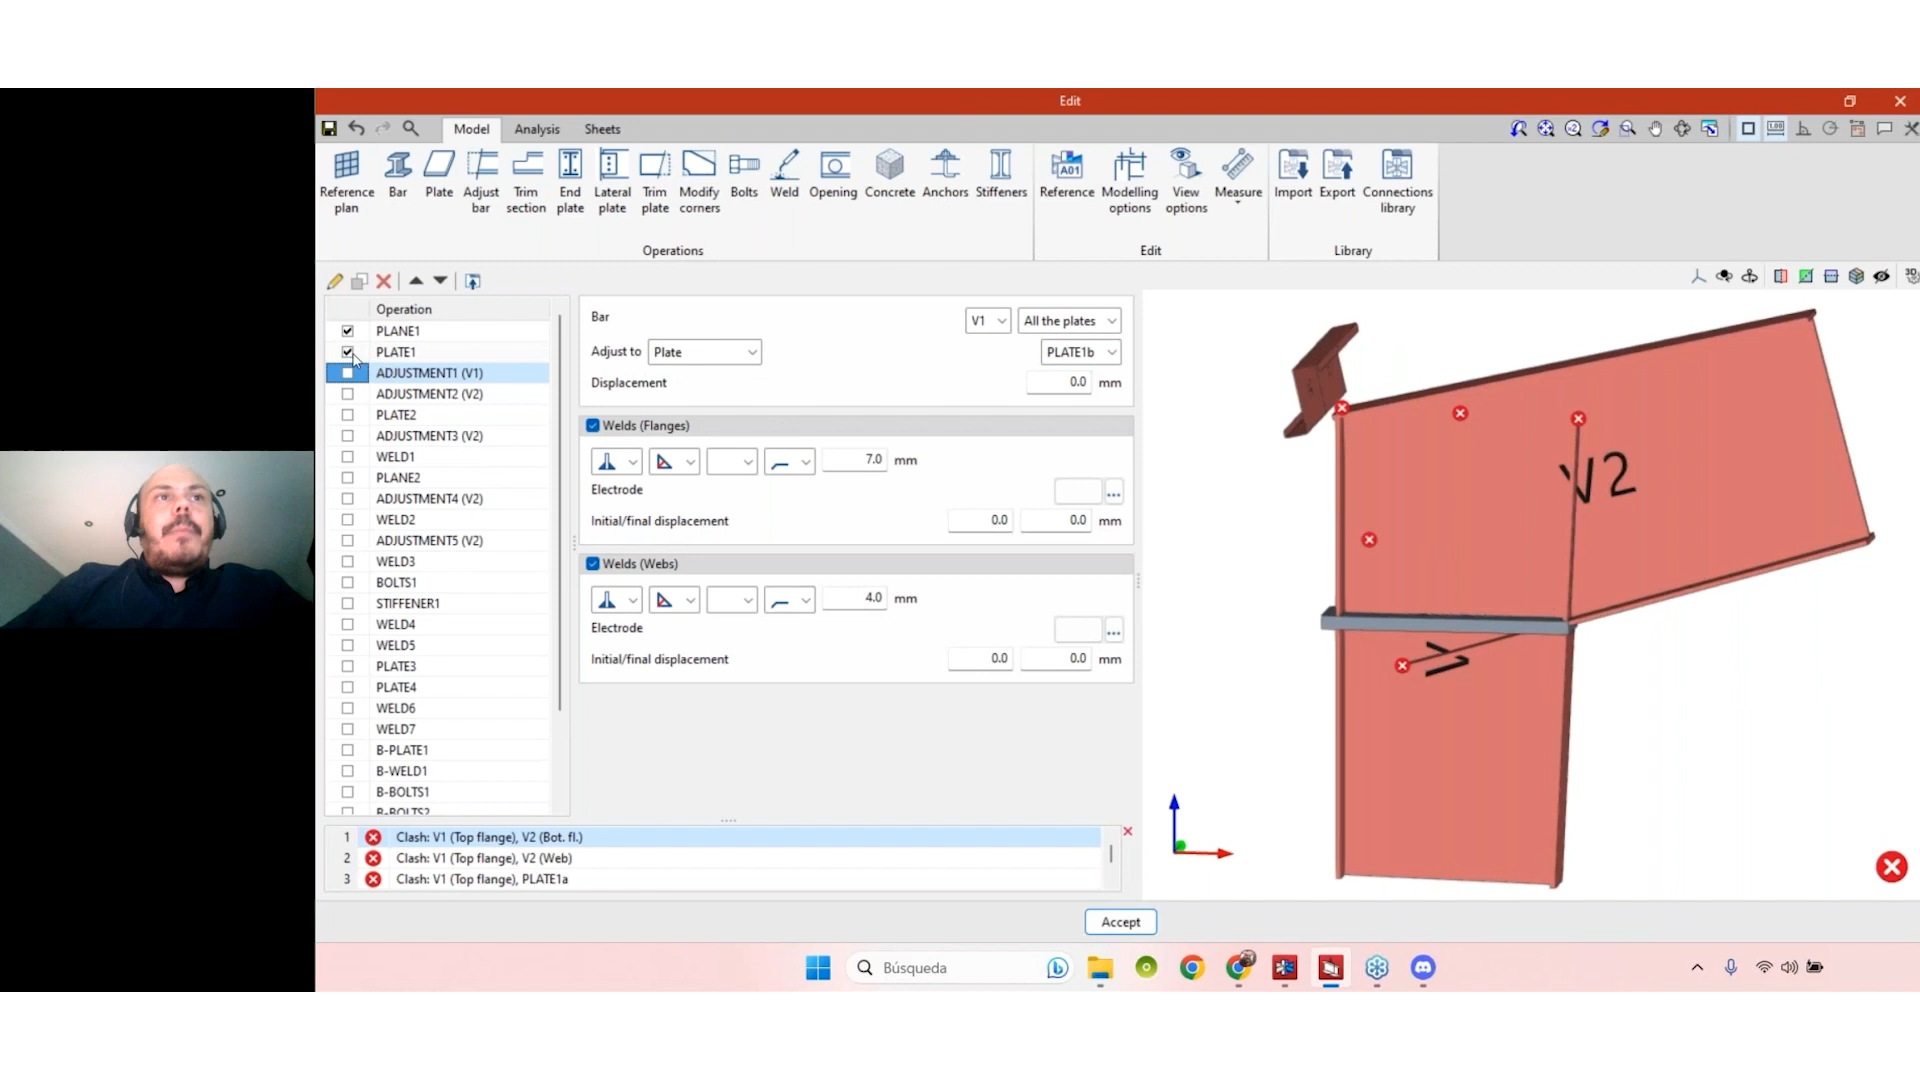 Edit
Model Analysis Sheets
Reference plan Bar Plate Adjust bar Trim section End plate Lateral plate Trim plate Modify corners Bolts Weld Opening Concrete Anchors Stiffeners Reference Modelling options View options Measure Import Export Connections library
Operations Edit Library
Operation
PLANE1
PLATE1
ADJUSTMENT1 (V1)
ADJUSTMENT2 (V2)
PLATE2
ADJUSTMENT3 (V2)
WELD1
PLANE2
ADJUSTMENT4 (V2)
WELD2
ADJUSTMENT5 (V2)
WELD3
BOLTS1
STIFFENER1
WELD4
WELD5
PLATE3
PLATE4
WELD6
WELD7
B-PLATE1
B-WELD1
B-BOLTS1
B-BOLTS2
Bar V1 All the plates
Adjust to Plate PLATE1b
Displacement 0.0 mm
Welds (Flanges)
7.0 mm
Electrode ...
Initial/final displacement 0.0 0.0 mm
Welds (Webs)
4.0 mm
Electrode ...
Initial/final displacement 0.0 0.0 mm
V2
V1
1 Clash: V1 (Top flange), V2 (Bot. fl.)
2 Clash: V1 (Top flange), V2 (Web)
3 Clash: V1 (Top flange), PLATE1a
Accept
Búsqueda